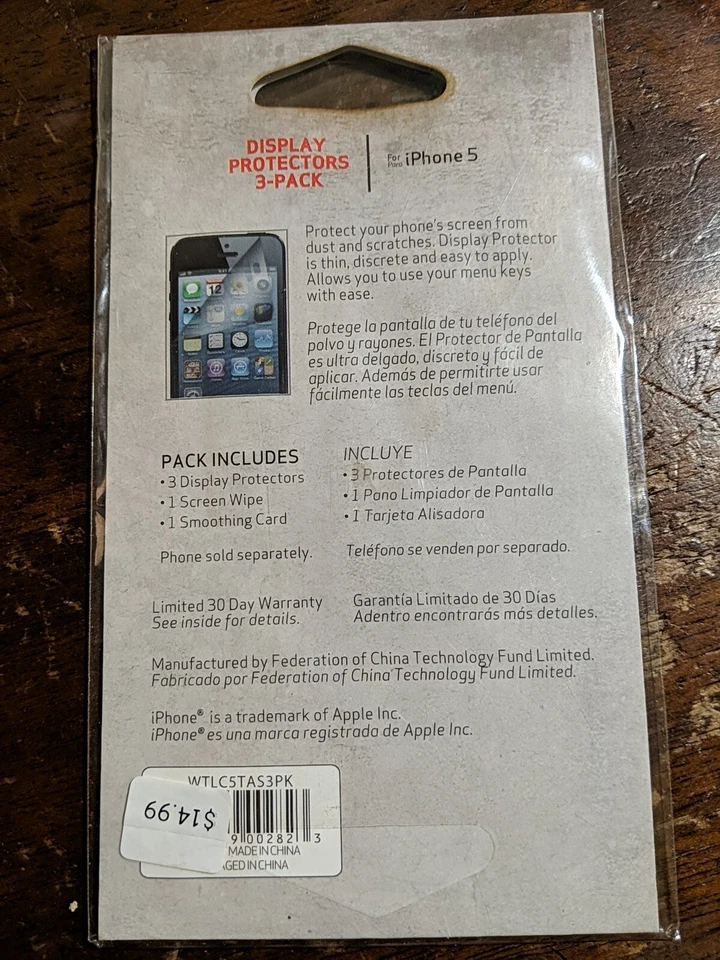 DISPLAY
PROTECTORS
3-PACK
For
Para
iPhone 5
Protect your phone's screen from
dust and scratches. Display Protector
is thin, discrete and easy to apply.
Allows you to use your menu keys
with ease.
Protege la pantalla de tu teléfono del
polvo y rayones. El Protector de Pantalla
es ultra delgado, discreto y fácil de
aplicar. Además de permitirte usar
fácilmente las teclas del menú.
12
PACK INCLUDES
• 3 Display Protectors
• 1 Screen Wipe
• 1 Smoothing Card
Phone sold separately.
INCLUYE
• 3 Protectores de Pantalla
• 1 Pano Limpiador de Pantalla
• 1 Tarjeta Alisadora
Teléfono se venden por separado.
Limited 30 Day Warranty
See inside for details.
Garantía Limitado de 30 Días
Adentro encontrarás más detalles.
Manufactured by Federation of China Technology Fund Limited.
Fabricado por Federation of China Technology Fund Limited.
iPhone® is a trademark of Apple Inc.
iPhone® es una marca registrada de Apple Inc.
WTLC5TAS3PK
$14.99
900282 3
MADE IN CHINA
GED IN CHINA